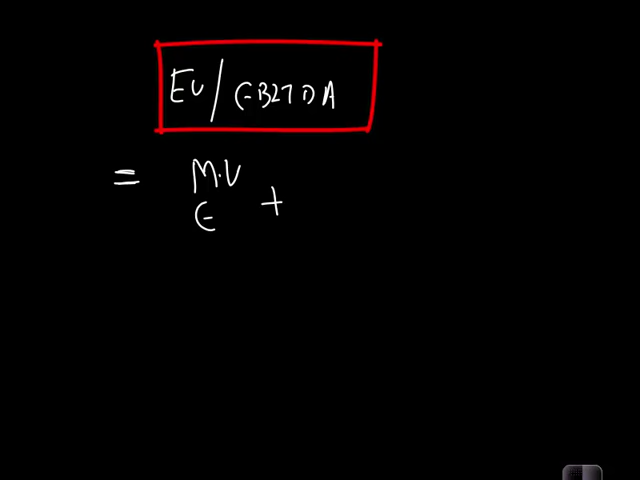 EV/EBITDA
= M.V
E +